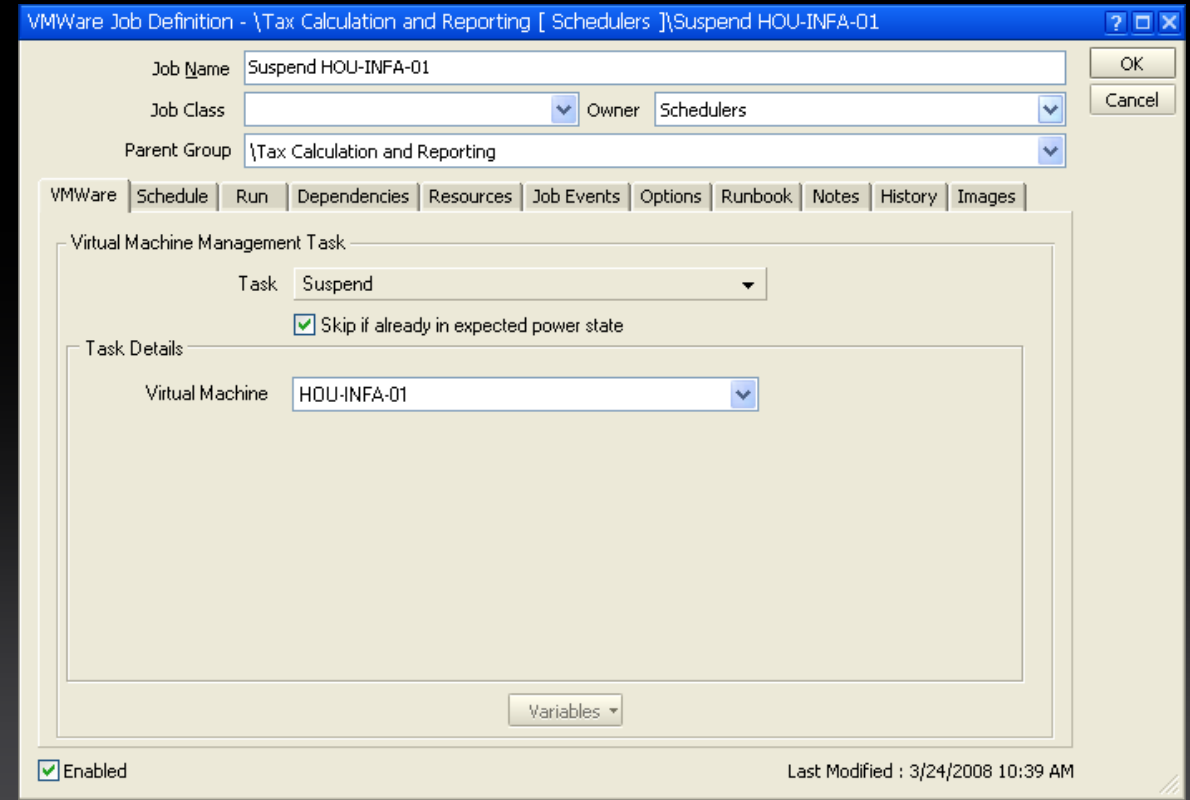 VMWare Job Definition - \Tax Calculation and Reporting [ Schedulers ]\Suspend HOU-INFA-01
Job Name Suspend HOU-INFA-01 OK
Job Class Owner Schedulers Cancel
Parent Group \Tax Calculation and Reporting
VMWare Schedule Run Dependencies Resources Job Events Options Runbook Notes History Images
Virtual Machine Management Task
Task Suspend
Skip if already in expected power state
Task Details
Virtual Machine HOU-INFA-01
Variables
Enabled Last Modified : 3/24/2008 10:39 AM